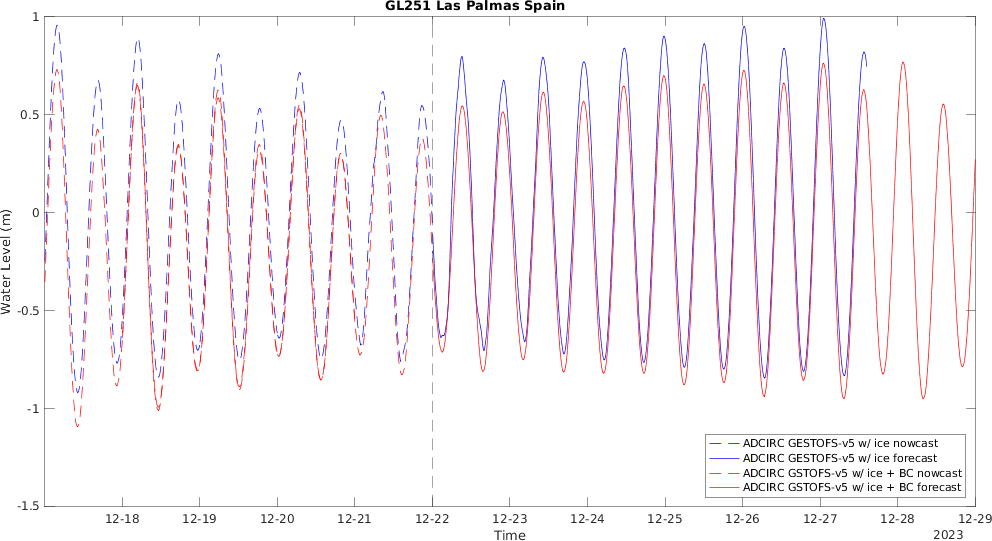 GL251 Las Palmas Spain
1
0.5
0
-0.5
-1
-1.5
Water Level (m)
12-18 12-19 12-20 12-21 12-22 12-23 12-24 12-25 12-26 12-27 12-28 12-29
Time
2023
ADCIRC GESTOFS-v5 w/ ice nowcast
ADCIRC GESTOFS-v5 w/ ice forecast
ADCIRC GSTOFS-v5 w/ ice + BC nowcast
ADCIRC GSTOFS-v5 w/ ice + BC forecast